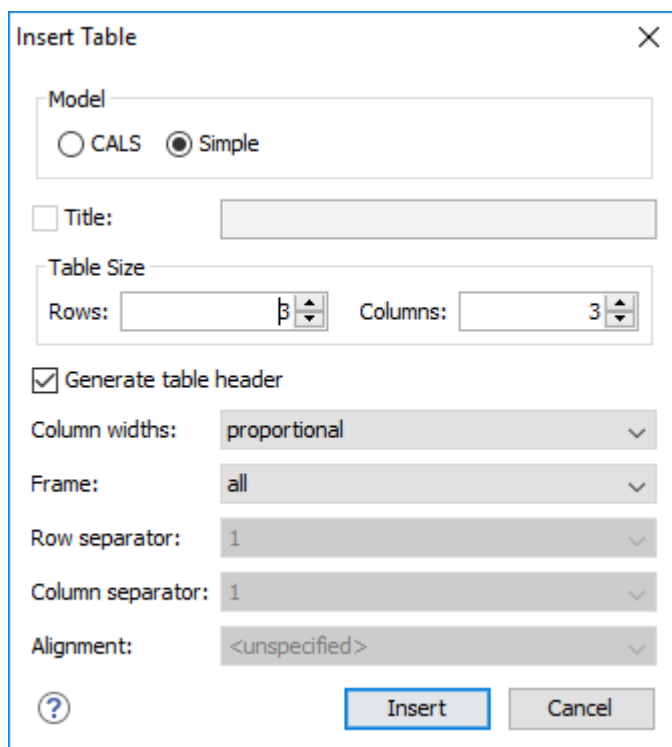 Insert Table
Model
CALS Simple
Title:
Table Size
Rows: 3 Columns: 3
Generate table header
Column widths: proportional
Frame: all
Row separator: 1
Column separator: 1
Alignment: <unspecified>
? Insert Cancel